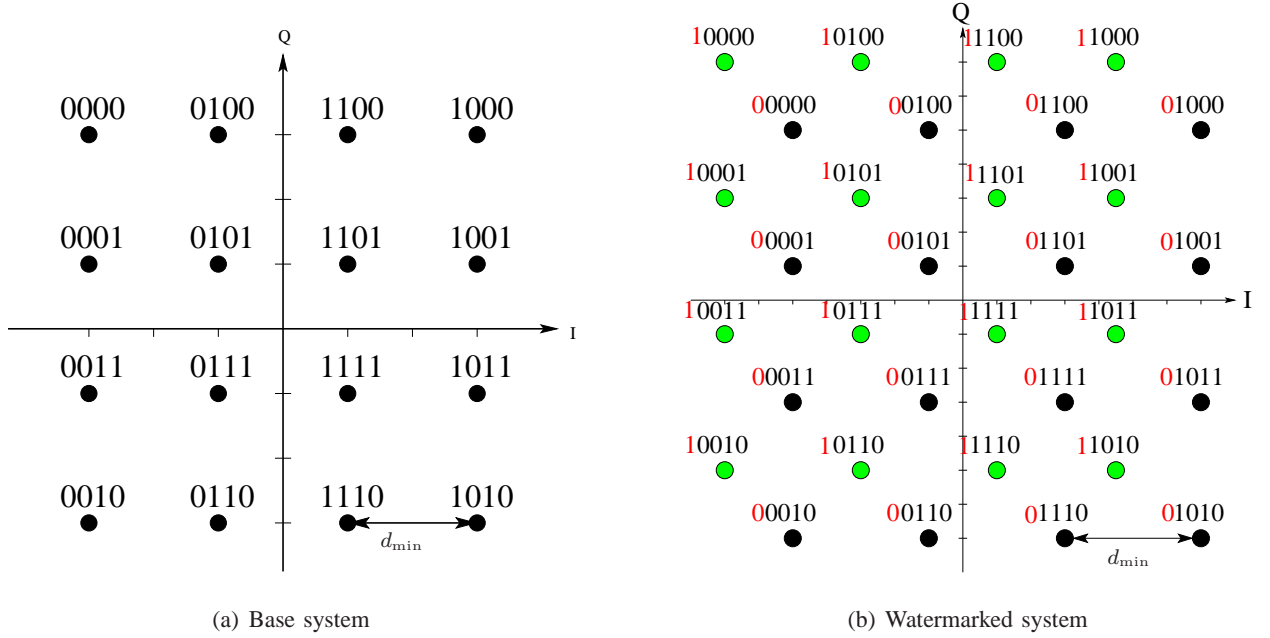 Q
0000 0100 1100 1000
0001 0101 1101 1001
I
0011 0111 1111 1011
0010 0110 1110 1010
d_min
(a) Base system
Q
10000 10100 11100 11000
00000 00100 01100 01000
10001 10101 11101 11001
00001 00101 01101 01001
I
10011 10111 11111 11011
00011 00111 01111 01011
10010 10110 11110 11010
00010 00110 01110 01010
d_min
(b) Watermarked system